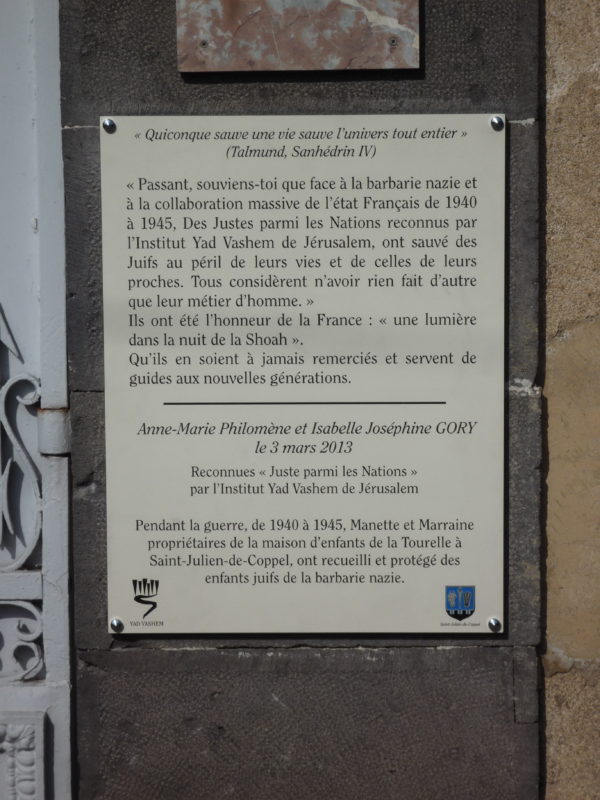 « Quiconque sauve une vie sauve l'univers tout entier »
(Talmund, Sanhédrin IV)
« Passant, souviens-toi que face à la barbarie nazie et
à la collaboration massive de l'état Français de 1940
à 1945, Des Justes parmi les Nations reconnus par
l'Institut Yad Vashem de Jérusalem, ont sauvé des
Juifs au péril de leurs vies et de celles de leurs
proches. Tous considèrent n'avoir rien fait d'autre
que leur métier d'homme. »
Ils ont été l'honneur de la France : « une lumière
dans la nuit de la Shoah ».
Qu'ils en soient à jamais remerciés et servent de
guides aux nouvelles générations.
Anne-Marie Philomène et Isabelle Joséphine GORY
le 3 mars 2013
Reconnues « Juste parmi les Nations »
par l'Institut Yad Vashem de Jérusalem
Pendant la guerre, de 1940 à 1945, Manette et Marraine
propriétaires de la maison d'enfants de la Tourelle à
Saint-Julien-de-Coppel, ont recueilli et protégé des
enfants juifs de la barbarie nazie.
YAD VASHEM
Saint-Julien-de-Coppel